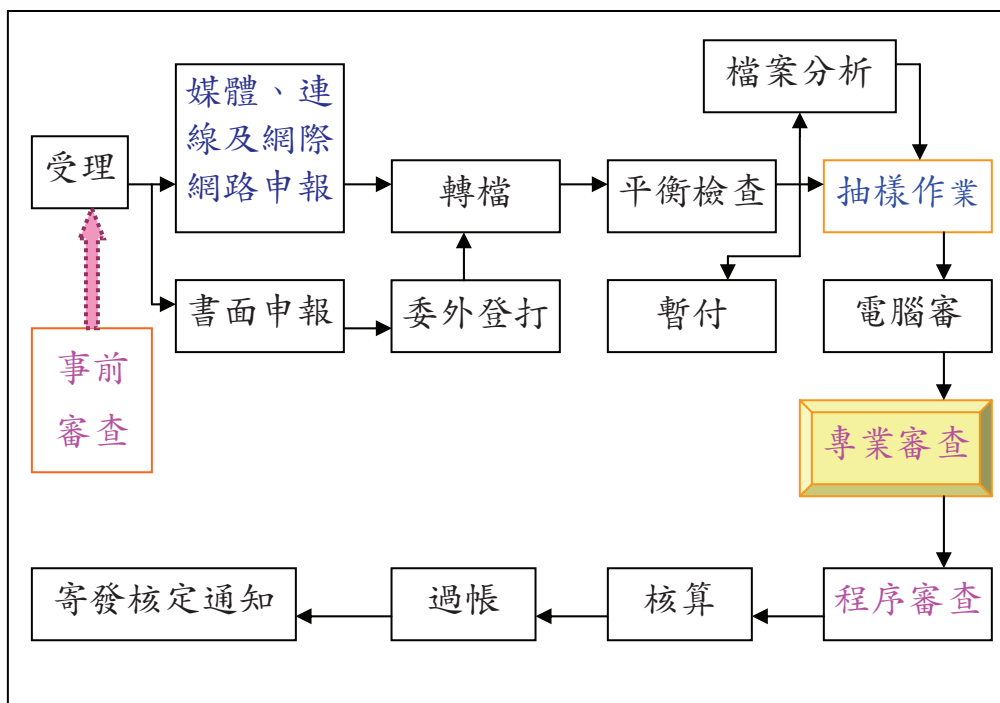 檔案分析
媒體、連
線及網際
網路申報
受理
轉檔
平衡檢查
抽樣作業
書面申報
委外登打
暫付
電腦審
事前
審查
專業審查
寄發核定通知
過帳
核算
程序審查